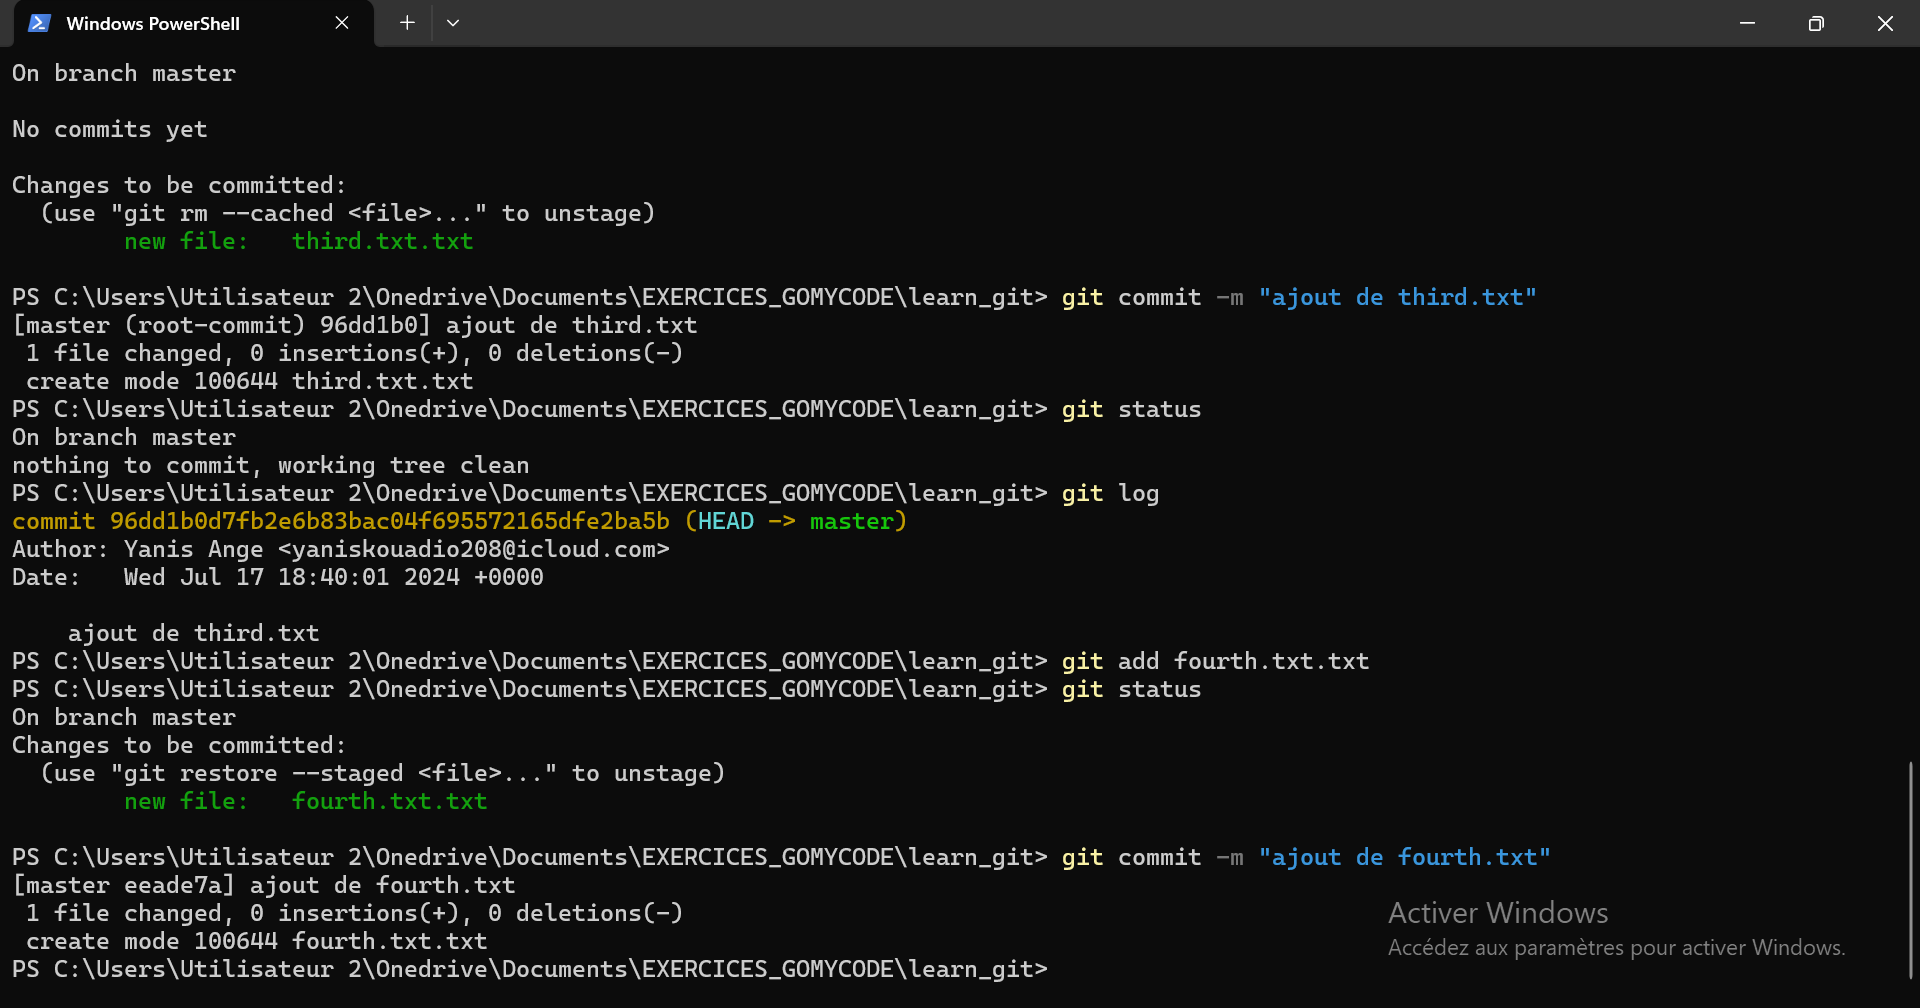 Windows PowerShell
On branch master
No commits yet
Changes to be committed:
  (use "git rm --cached <file>..." to unstage)
        new file:   third.txt.txt
PS C:\Users\Utilisateur 2\Onedrive\Documents\EXERCICES_GOMYCODE\learn_git> git commit -m "ajout de third.txt"
[master (root-commit) 96dd1b0] ajout de third.txt
 1 file changed, 0 insertions(+), 0 deletions(-)
 create mode 100644 third.txt.txt
PS C:\Users\Utilisateur 2\Onedrive\Documents\EXERCICES_GOMYCODE\learn_git> git status
On branch master
nothing to commit, working tree clean
PS C:\Users\Utilisateur 2\Onedrive\Documents\EXERCICES_GOMYCODE\learn_git> git log
commit 96dd1b0d7fb2e6b83bac04f695572165dfe2ba5b (HEAD -> master)
Author: Yanis Ange <yaniskouadio208@icloud.com>
Date:   Wed Jul 17 18:40:01 2024 +0000
    ajout de third.txt
PS C:\Users\Utilisateur 2\Onedrive\Documents\EXERCICES_GOMYCODE\learn_git> git add fourth.txt.txt
PS C:\Users\Utilisateur 2\Onedrive\Documents\EXERCICES_GOMYCODE\learn_git> git status
On branch master
Changes to be committed:
  (use "git restore --staged <file>..." to unstage)
        new file:   fourth.txt.txt
PS C:\Users\Utilisateur 2\Onedrive\Documents\EXERCICES_GOMYCODE\learn_git> git commit -m "ajout de fourth.txt"
[master eeade7a] ajout de fourth.txt
 1 file changed, 0 insertions(+), 0 deletions(-)
 create mode 100644 fourth.txt.txt
PS C:\Users\Utilisateur 2\Onedrive\Documents\EXERCICES_GOMYCODE\learn_git>
Activer Windows
Accédez aux paramètres pour activer Windows.